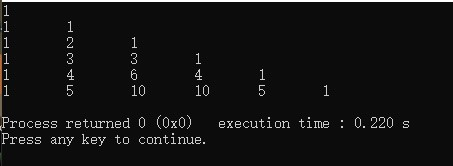 1
1 1
1 2 1
1 3 3 1
1 4 6 4 1
1 5 10 10 5 1
Process returned 0 (0x0) execution time : 0.220 s
Press any key to continue.